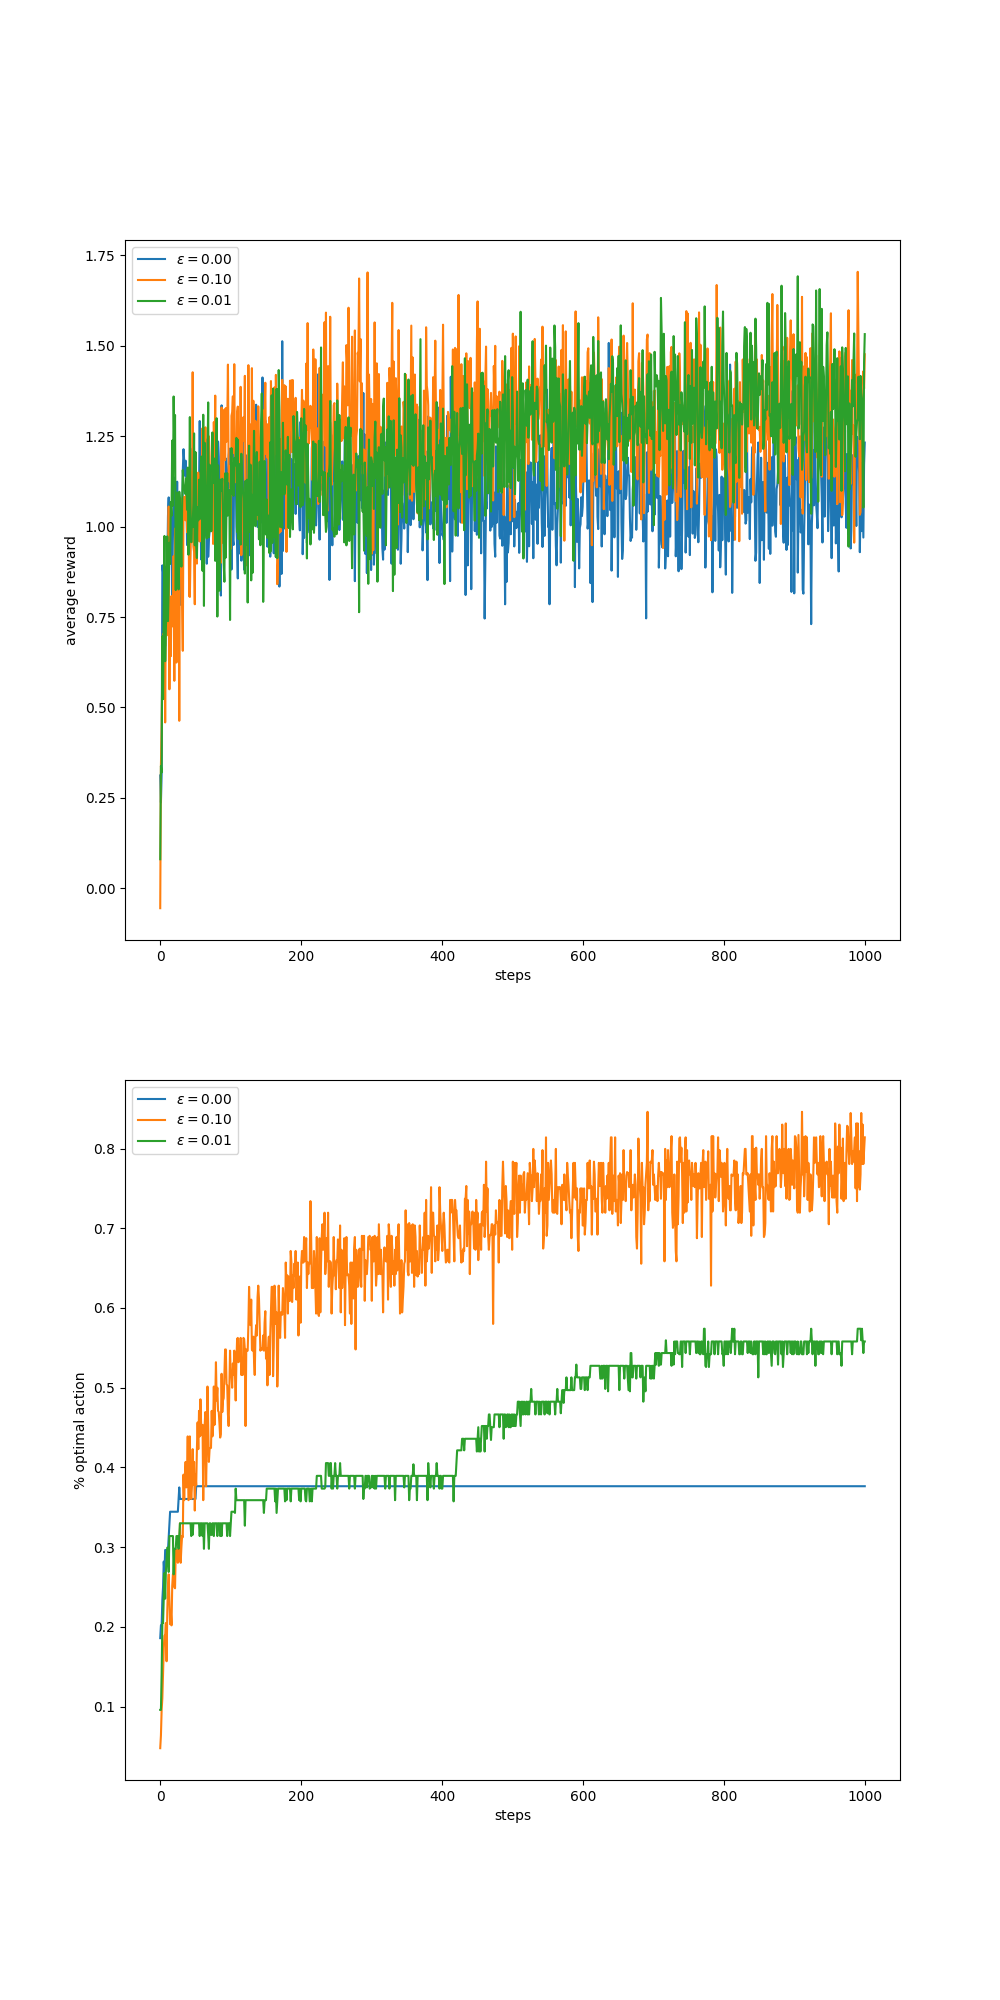 1.75
1.50
1.25
1.00
0.75
0.50
0.25
0.00
average reward
ε = 0.00
ε = 0.10
ε = 0.01
0 200 400 600 800 1000
steps
0.8
0.7
0.6
0.5
0.4
0.3
0.2
0.1
% optimal action
ε = 0.00
ε = 0.10
ε = 0.01
0 200 400 600 800 1000
steps